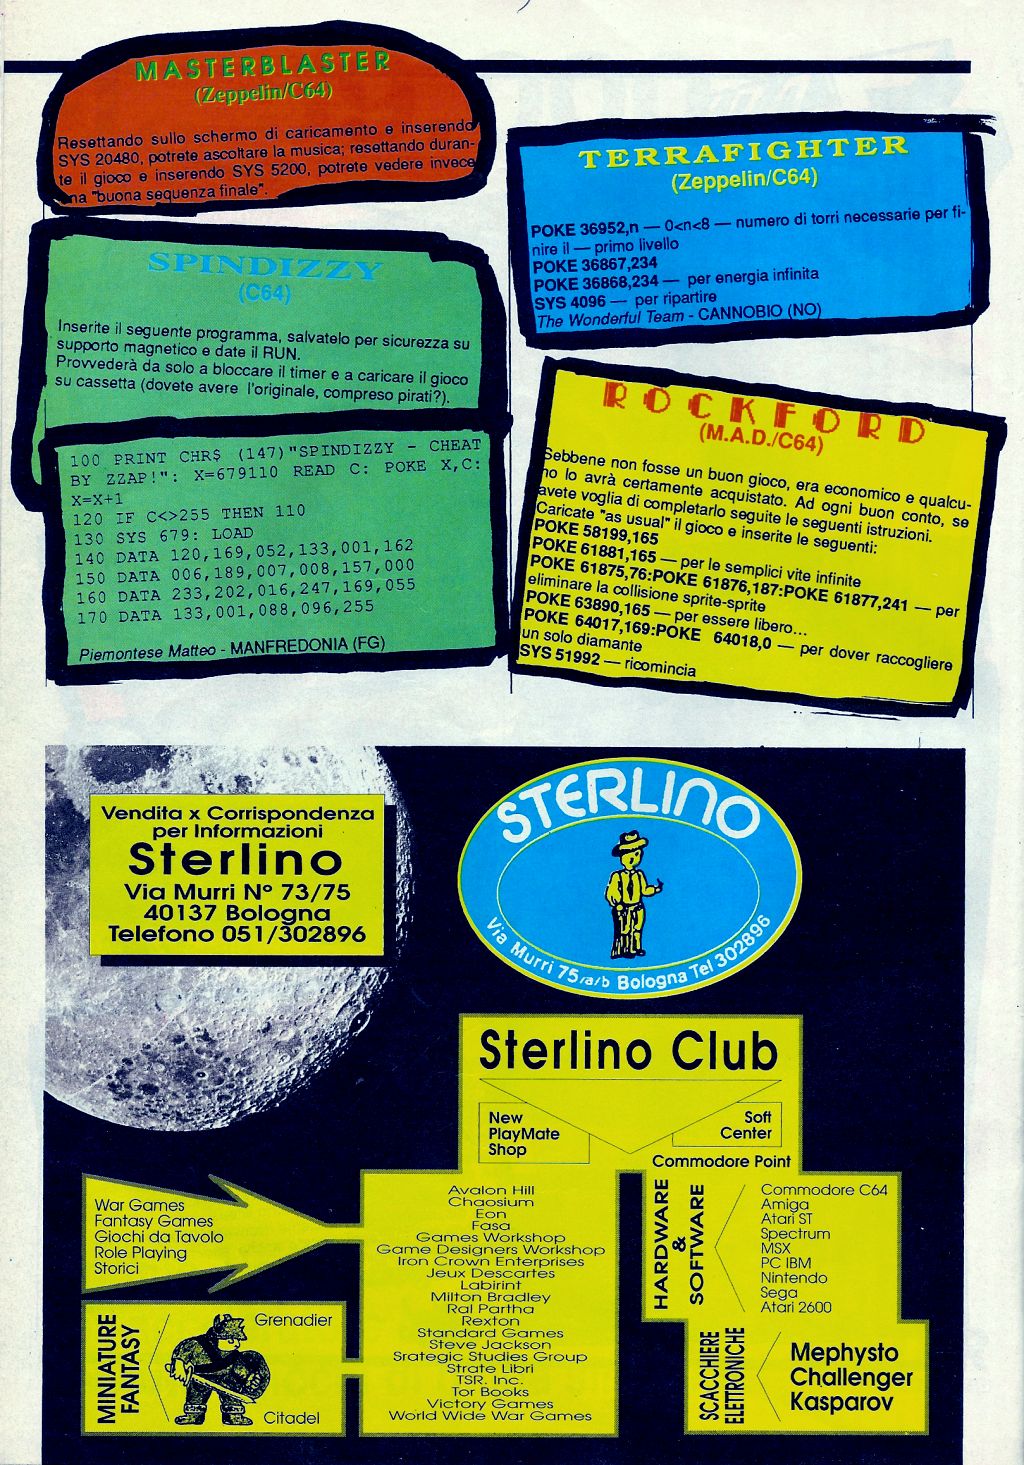 MASTERBLASTER
(Zeppelin/C64)
Resettando sullo schermo di caricamento e inserendo
SYS 20480, potrete ascoltare la musica; resettando duran-
te il gioco e inserendo SYS 5200, potrete vedere invece
una "buona sequenza finale".
SPINDIZZY
(C64)
Inserite il seguente programma, salvatelo per sicurezza su
supporto magnetico e date il RUN.
Provvederà da solo a bloccare il timer e a caricare il gioco
su cassetta (dovete avere l'originale, compreso pirati?).
100 PRINT CHR$ (147)"SPINDIZZY - CHEAT
BY ZZAP!": X=679110 READ C: POKE X,C:
X=X+1
120 IF C<>255 THEN 110
130 SYS 679: LOAD
140 DATA 120,169,052,133,001,162
150 DATA 006,189,007,008,157,000
160 DATA 233,202,016,247,169,055
170 DATA 133,001,088,096,255
Piemontese Matteo - MANFREDONIA (FG)
TERRAFIGHTER
(Zeppelin/C64)
POKE 36952,n — 0<n<8 — numero di torri necessarie per fi-
nire il — primo livello
POKE 36867,234
POKE 36868,234 — per energia infinita
SYS 4096 — per ripartire
The Wonderful Team - CANNOBIO (NO)
ROCKFORD
(M.A.D./C64)
Sebbene non fosse un buon gioco, era economico e qualcu-
no lo avrà certamente acquistato. Ad ogni buon conto, se
avete voglia di completarlo seguite le seguenti istruzioni.
Caricate "as usual" il gioco e inserite le seguenti:
POKE 58199,165
POKE 61881,165 — per le semplici vite infinite
POKE 61875,76:POKE 61876,187:POKE 61877,241 — per
eliminare la collisione sprite-sprite
POKE 63890,165 — per essere libero...
POKE 64017,169:POKE 64018,0 — per dover raccogliere
un solo diamante
SYS 51992 — ricomincia
Vendita x Corrispondenza
per Informazioni
Sterlino
Via Murri N° 73/75
40137 Bologna
Telefono 051/302896
STERLINO
Via Murri 75/a/b Bologna Tel 302896
Sterlino Club
New
PlayMate
Shop
Soft
Center
Commodore Point
War Games
Fantasy Games
Giochi da Tavolo
Role Playing
Storici
MINIATURE
FANTASY
Grenadier
Citadel
Avalon Hill
Chaosium
Eon
Fasa
Games Workshop
Game Designers Workshop
Iron Crown Enterprises
Jeux Descartes
Labirint
Milton Bradley
Ral Partha
Rexton
Standard Games
Steve Jackson
Srategic Studies Group
Strate Libri
TSR. Inc.
Tor Books
Victory Games
World Wide War Games
HARDWARE
&
SOFTWARE
Commodore C64
Amiga
Atari ST
Spectrum
MSX
PC IBM
Nintendo
Sega
Atari 2600
SCACCHIERE
ELETTRONICHE
Mephysto
Challenger
Kasparov